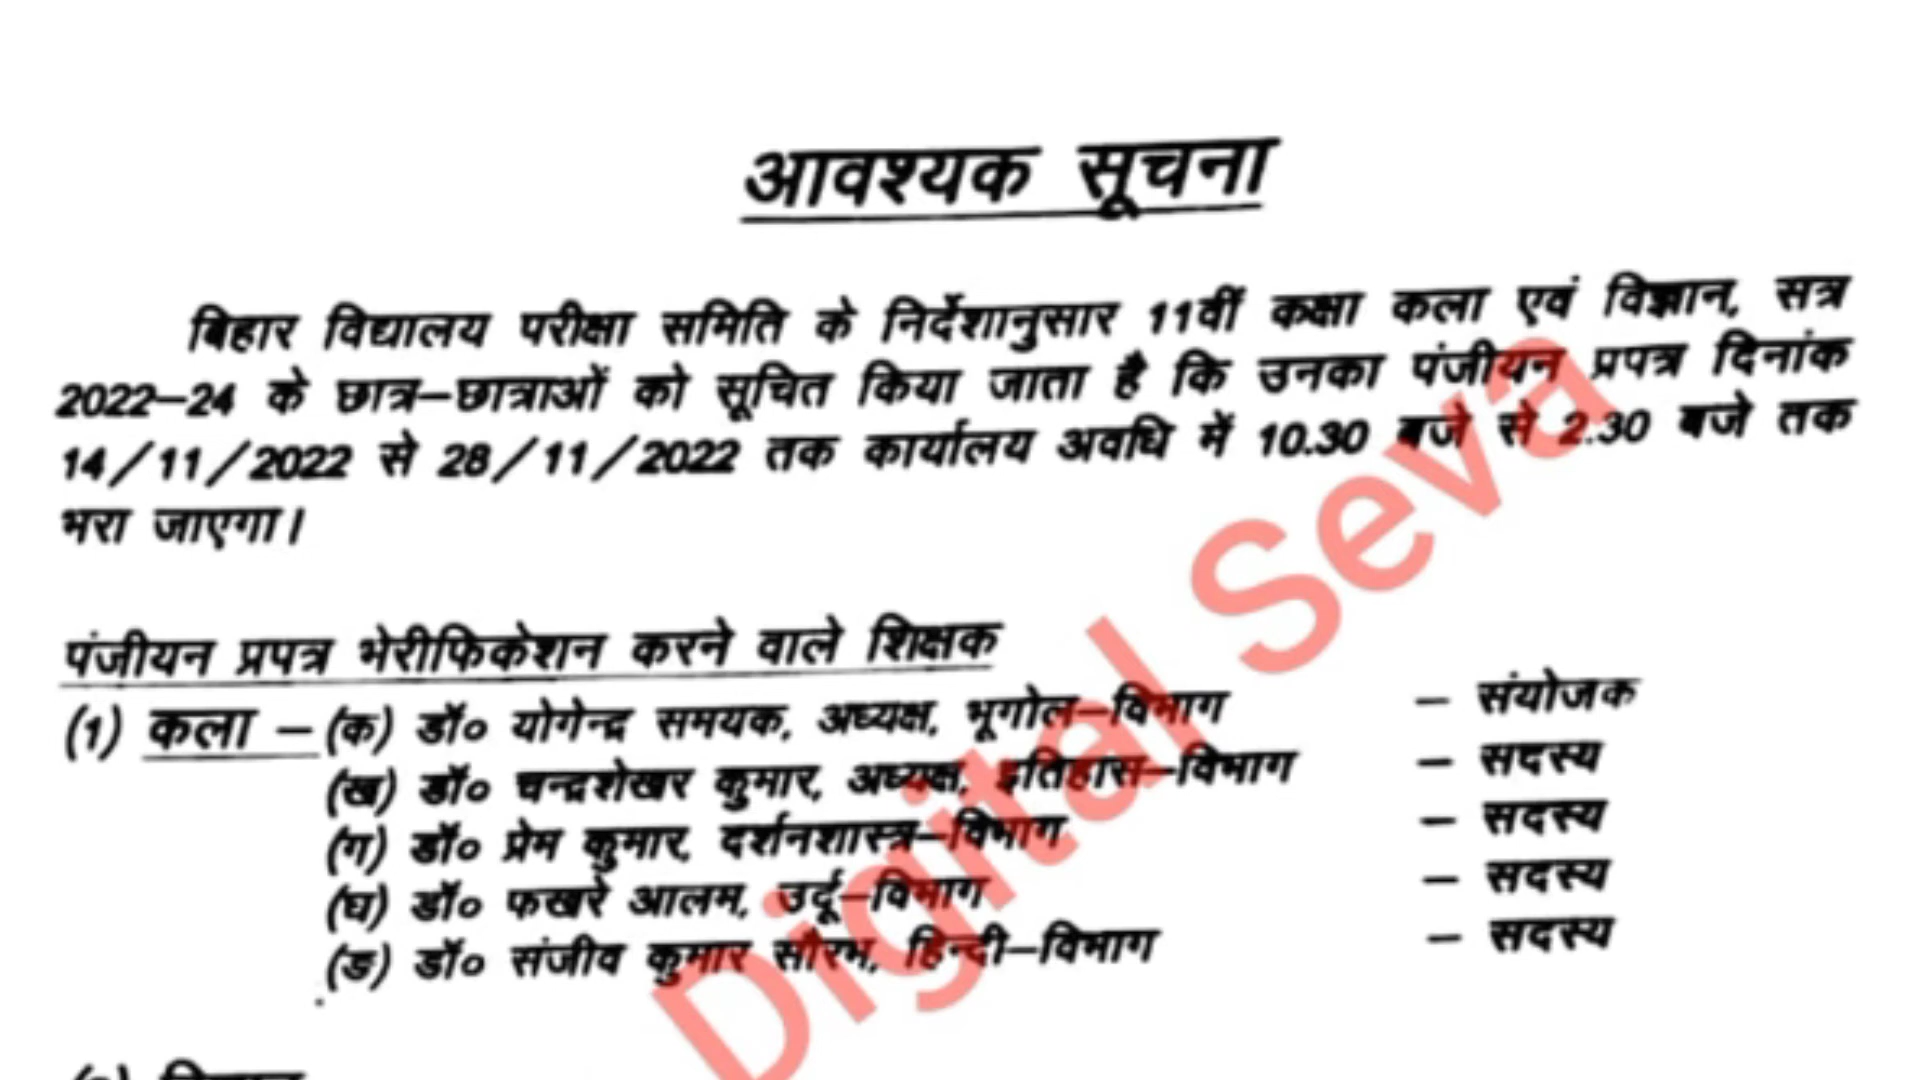 आवश्यक सूचना
बिहार विद्यालय परीक्षा समिति के निर्देशानुसार 11वीं कक्षा कला एवं विज्ञान, सत्र
2022–24 के छात्र–छात्राओं को सूचित किया जाता है कि उनका पंजीयन प्रपत्र दिनांक
14/11/2022 से 28/11/2022 तक कार्यालय अवधि में 10.30 बजे से 2.30 बजे तक
भरा जाएगा।
पंजीयन प्रपत्र भेरीफिकेशन करने वाले शिक्षक
(1) कला – (क) डॉ० योगेन्द्र समयक, अध्यक्ष, भूगोल–विभाग – संयोजक
(ख) डॉ० चन्द्रशेखर कुमार, अध्यक्ष, इतिहास–विभाग – सदस्य
(ग) डॉ० प्रेम कुमार, दर्शनशास्त्र–विभाग – सदस्य
(घ) डॉ० फखरे आलम, उर्दू–विभाग – सदस्य
(ङ) डॉ० संजीव कुमार सौरभ, हिन्दी–विभाग – सदस्य
Digital Seva